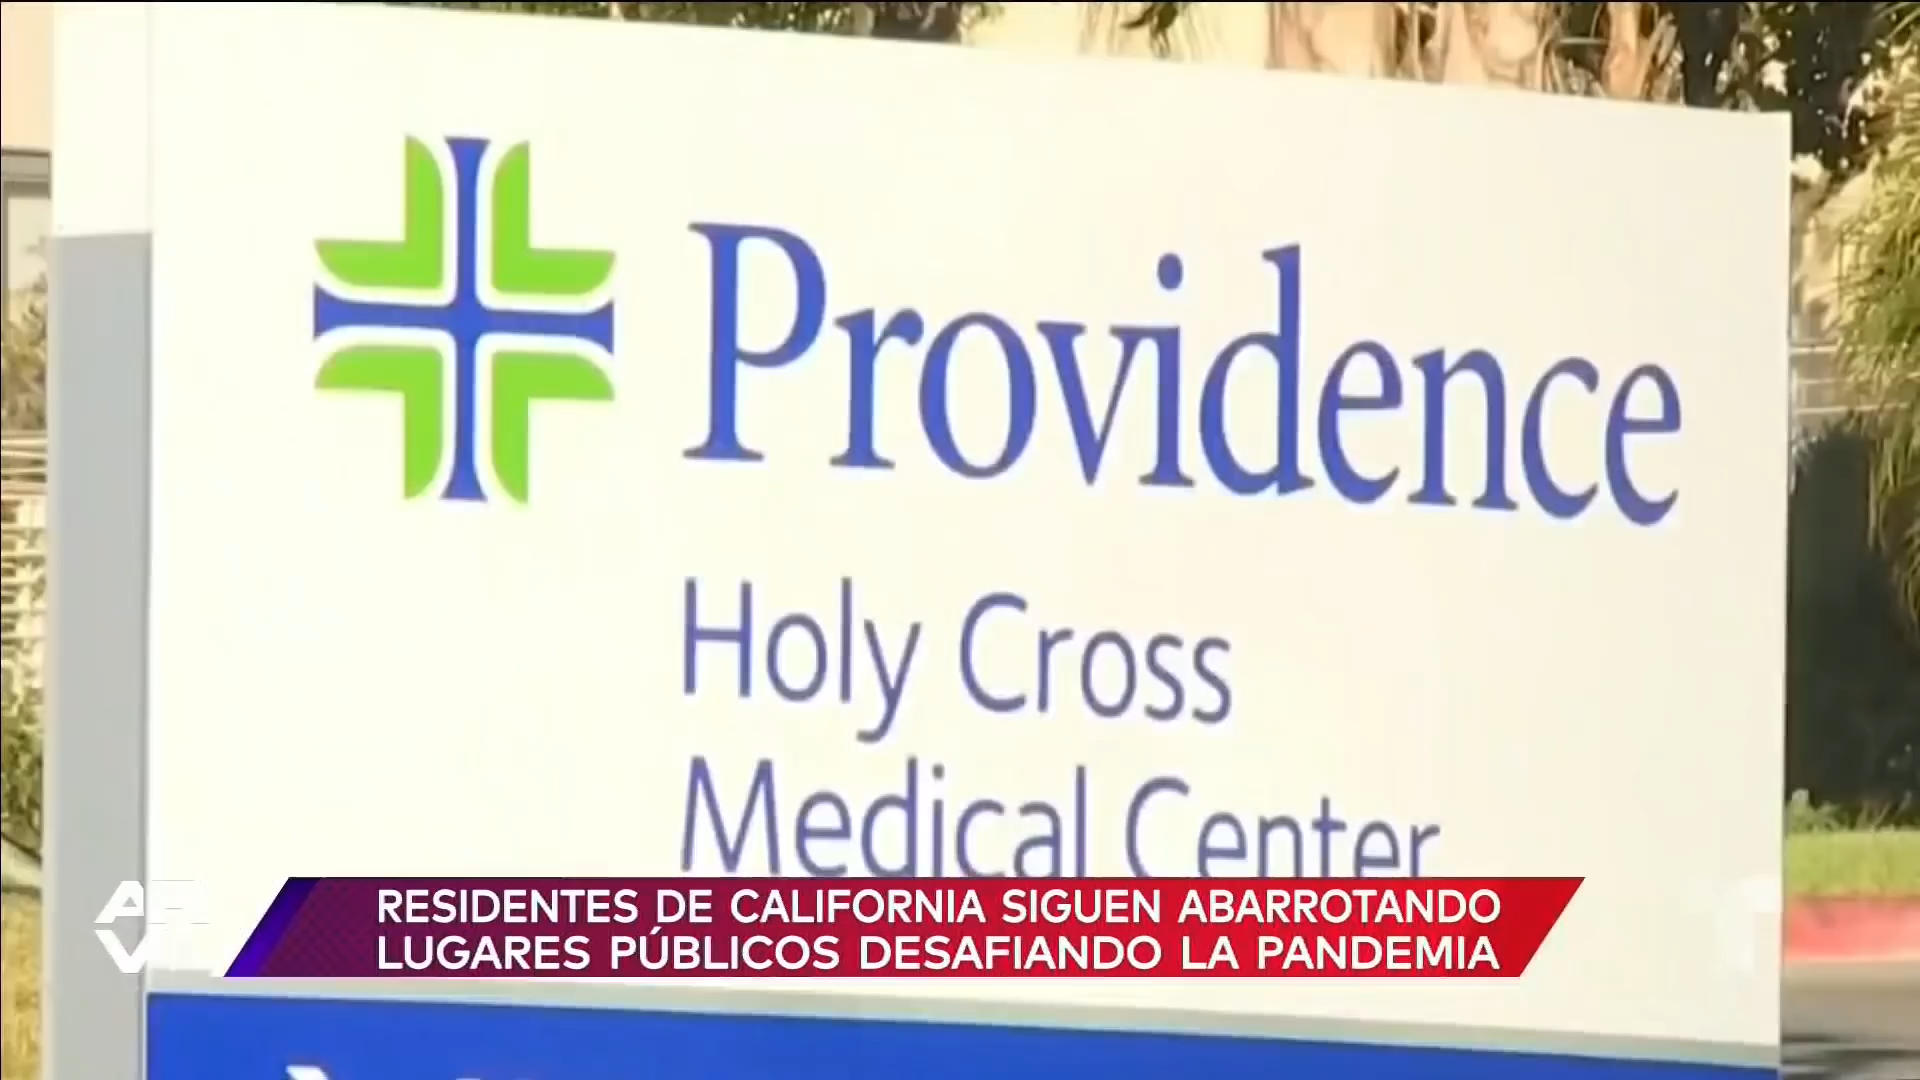 Providence
Holy Cross
Medical Center
RESIDENTES DE CALIFORNIA SIGUEN ABARROTANDO
LUGARES PÚBLICOS DESAFIANDO LA PANDEMIA